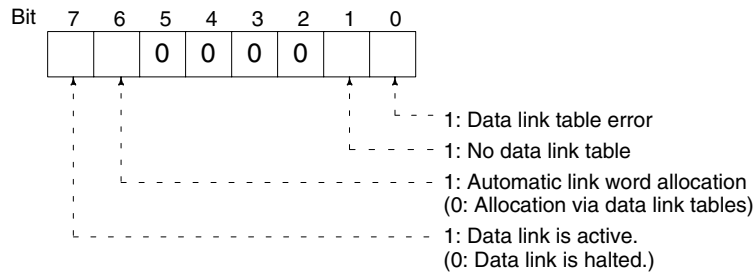 Bit 7 6 5 4 3 2 1 0
0 0 0 0
1: Data link table error
1: No data link table
1: Automatic link word allocation
(0: Allocation via data link tables)
1: Data link is active.
(0: Data link is halted.)